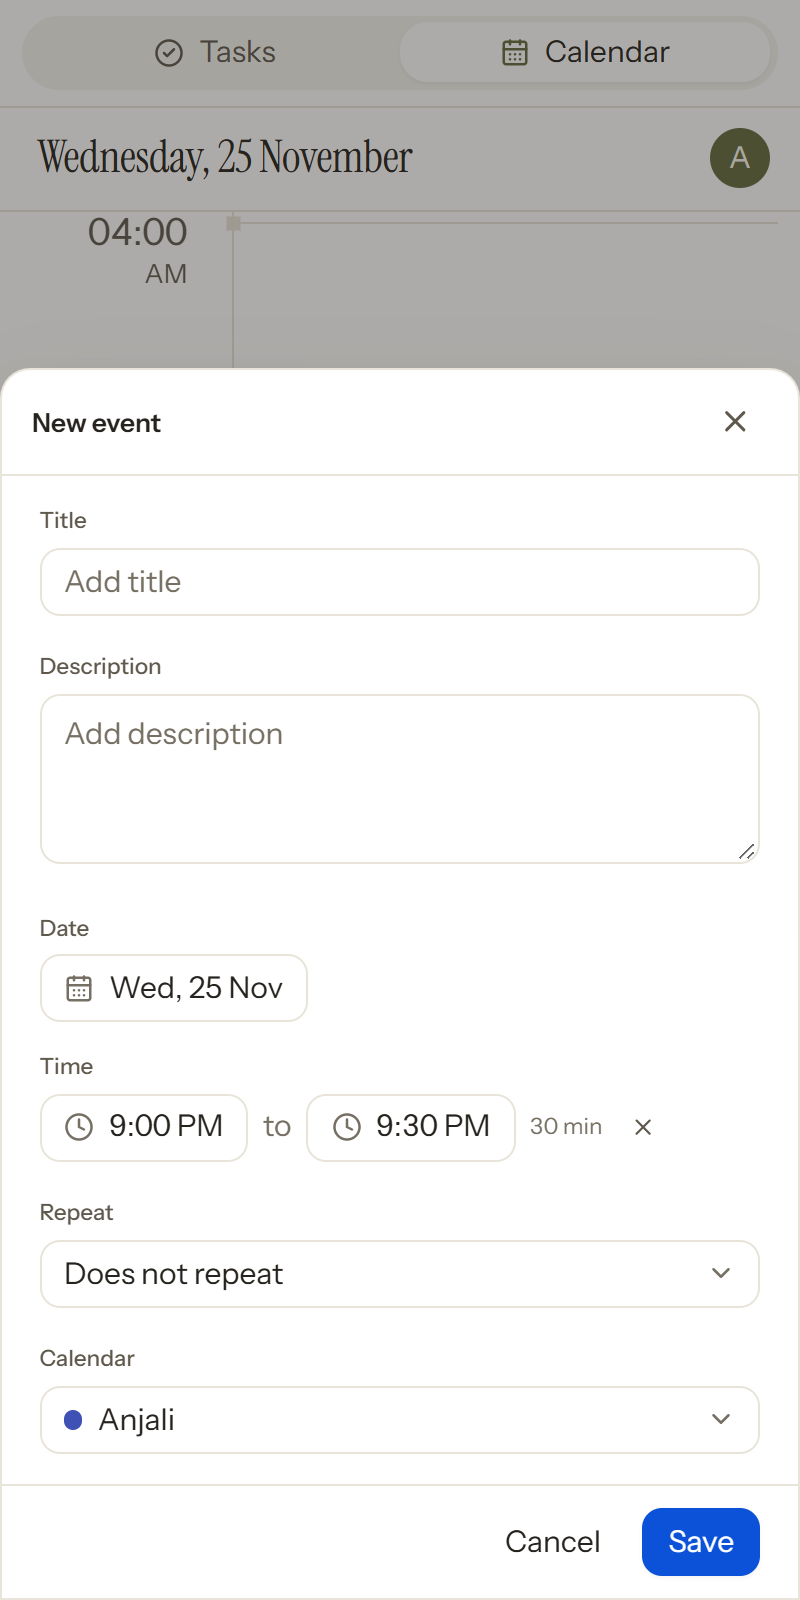 Tasks
Calendar
Wednesday, 25 November
A
04:00
AM
New event
Title
Add title
Description
Add description
Date
Wed, 25 Nov
Time
9:00 PM to 9:30 PM 30 min
Repeat
Does not repeat
Calendar
Anjali
Cancel
Save